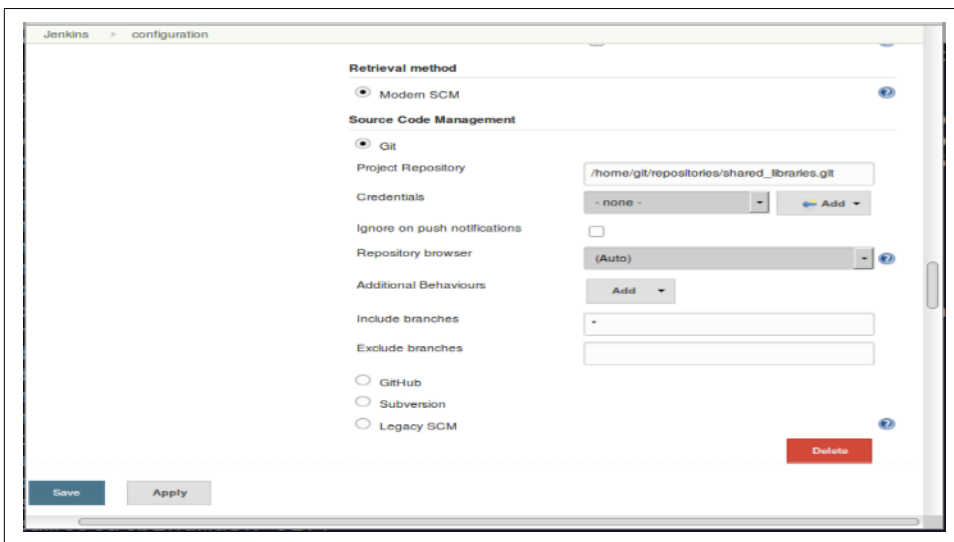 Jenkins > configuration
Retrieval method
Modern SCM
Source Code Management
Git
Project Repository /home/git/repositories/shared_libraries.git
Credentials - none - Add
Ignore on push notifications
Repository browser (Auto)
Additional Behaviours Add
Include branches *
Exclude branches
GitHub
Subversion
Legacy SCM
Delete
Save Apply